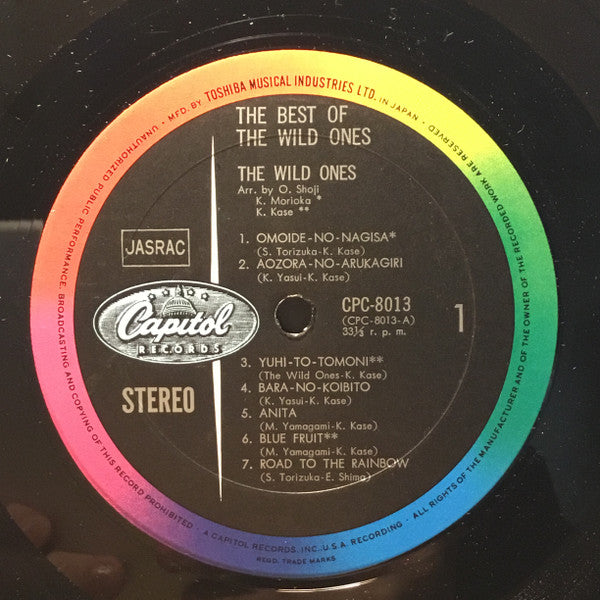 MFD. BY TOSHIBA MUSICAL INDUSTRIES LTD. IN JAPAN · UNAUTHORIZED PUBLIC PERFORMANCE, BROADCASTING AND COPYING OF THIS RECORD PROHIBITED · ALL RIGHTS OF THE MANUFACTURER AND OF THE OWNER OF THE RECORDED WORK ARE RESERVED ·
THE BEST OF
THE WILD ONES
THE WILD ONES
Arr. by O. Shoji
K. Morioka *
K. Kase **
JASRAC
1. OMOIDE-NO-NAGISA*
(S. Torizuka-K. Kase)
2. AOZORA-NO-ARUKAGIRI
(K. Yasui-K. Kase)
Capitol
RECORDS
CPC-8013
(CPC-8013-A)
33⅓ r. p. m.
1
STEREO
3. YUHI-TO-TOMONI**
(The Wild Ones-K. Kase)
4. BARA-NO-KOIBITO
(K. Yasui-K. Kase)
5. ANITA
(M. Yamagami-K. Kase)
6. BLUE FRUIT**
(M. Yamagami-K. Kase)
7. ROAD TO THE RAINBOW
(S. Torizuka-E. Shima)
A CAPITOL RECORDS, INC., U.S.A. RECORDING.
REGD. TRADE MARKS